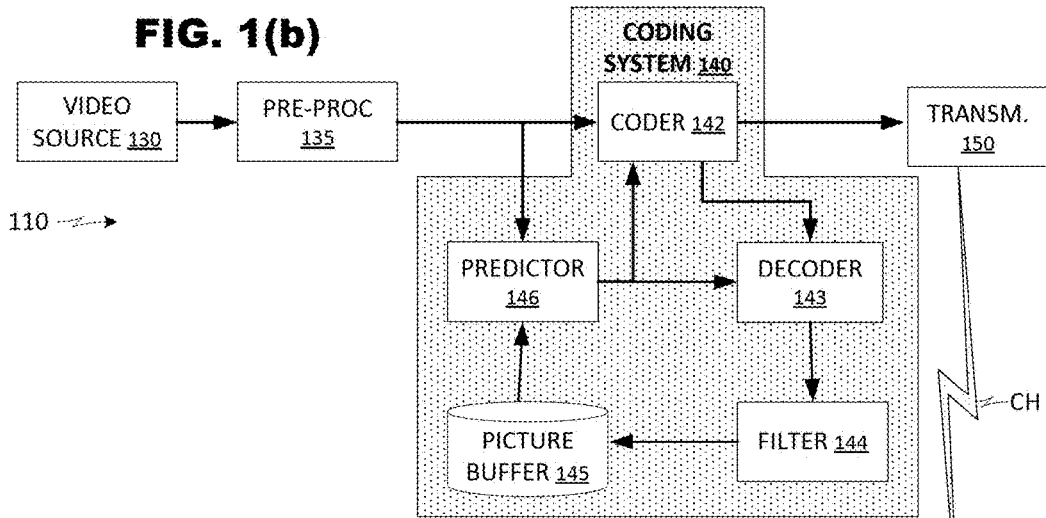 FIG. 1(b)
CODING
SYSTEM 140
VIDEO
SOURCE 130
PRE-PROC
135
CODER 142
TRANSM.
150
110
PREDICTOR
146
DECODER
143
PICTURE
BUFFER 145
FILTER 144
CH